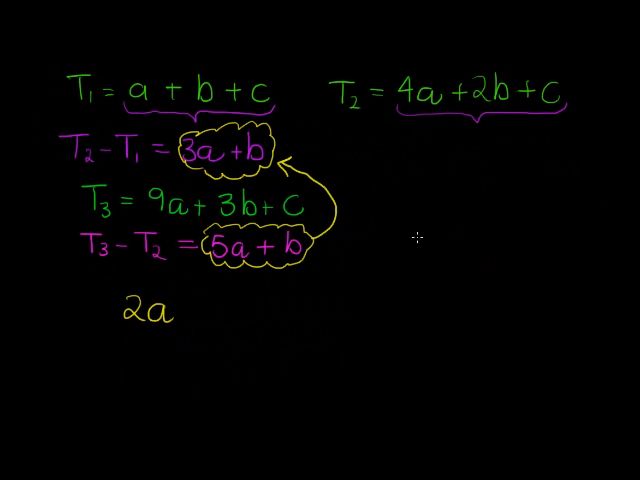 T₁ = a + b + c
T₂ = 4a + 2b + c
T₂ - T₁ = 3a + b
T₃ = 9a + 3b + c
T₃ - T₂ = 5a + b
2a